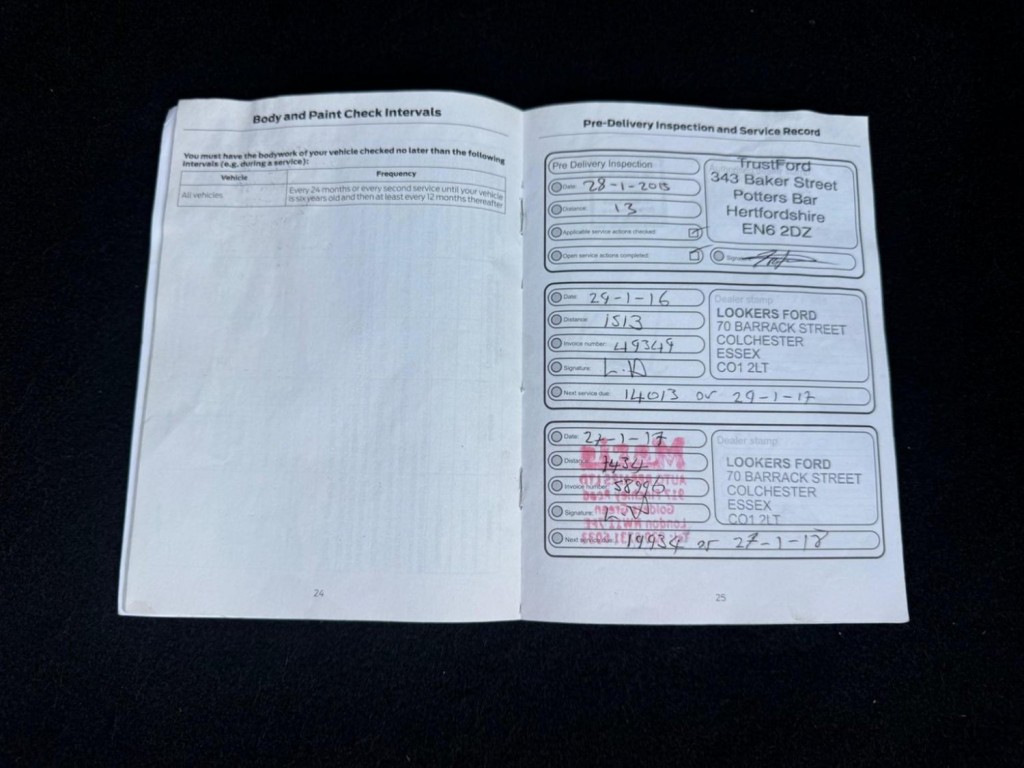 Body and Paint Check Intervals
You must have the bodywork of your vehicle checked no later than the following
intervals (e.g. during a service):
Vehicle Frequency
All vehicles Every 24 months or every second service until your vehicle
is six years old and then at least every 12 months thereafter
24
Pre-Delivery Inspection and Service Record
Pre Delivery Inspection
Date: 28-1-2015
Distance: 13
Applicable service actions checked
Open service actions completed
TrustFord
343 Baker Street
Potters Bar
Hertfordshire
EN6 2DZ
Date: 29-1-16
Distance: 1513
Invoice number: 49349
Signature:
Next service due: 14013 or 29-1-17
Dealer stamp
LOOKERS FORD
70 BARRACK STREET
COLCHESTER
ESSEX
CO1 2LT
Date: 27-1-17
Distance: 7434
Invoice number: 58996
Signature:
Next service due: 19934 or 27-1-18
Dealer stamp
LOOKERS FORD
70 BARRACK STREET
COLCHESTER
ESSEX
CO1 2LT
25